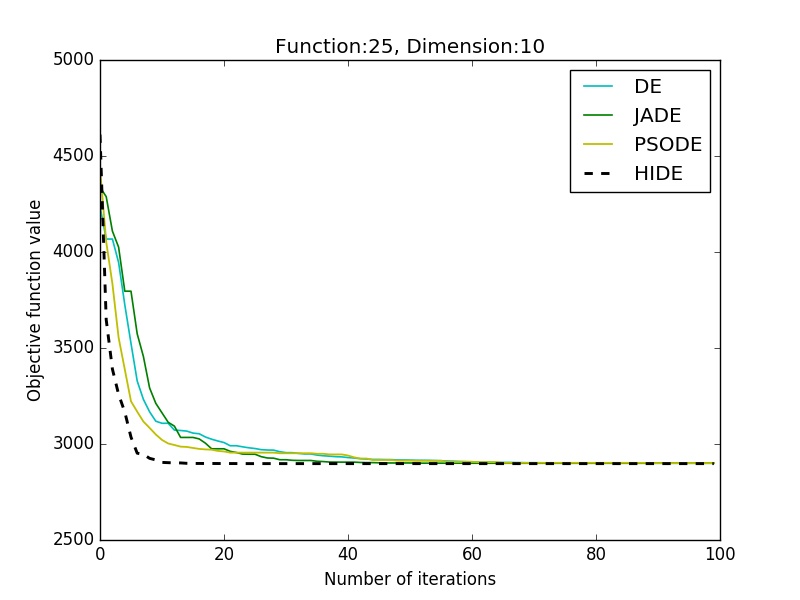 Function:25, Dimension:10
5000
4500
4000
3500
3000
2500
Objective function value
DE
JADE
PSODE
HIDE
0 20 40 60 80 100
Number of iterations